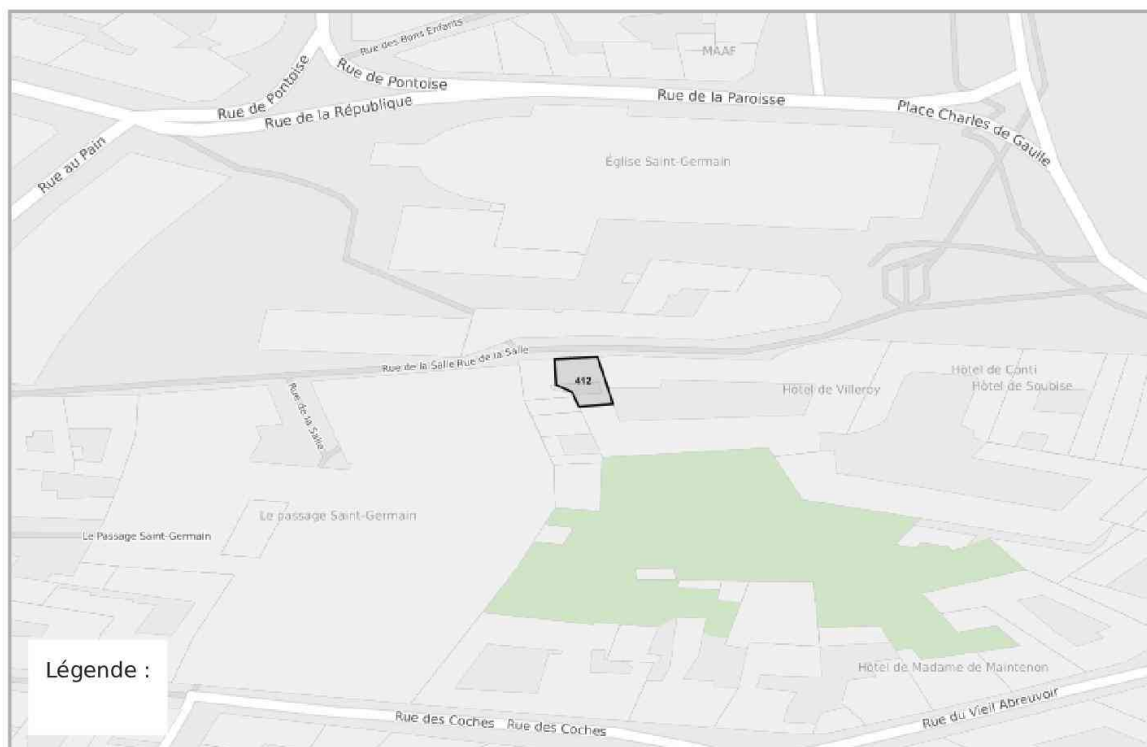 Rue des Bons Enfants
MAAF
Rue de Pontoise
Rue de Pontoise
Rue de la République
Rue de la Paroisse
Place Charles de Gaulle
Rue au Pain
Église Saint-Germain
Rue de la Salle Rue de la Salle
412
Hôtel de Villeroy
Hôtel de Conti
Hôtel de Soubise
Rue de la Salle
Le passage Saint-Germain
Le Passage Saint-Germain
Légende :
Hôtel de Madame de Maintenon
Rue des Coches Rue des Coches
Rue du Vieil Abreuvoir